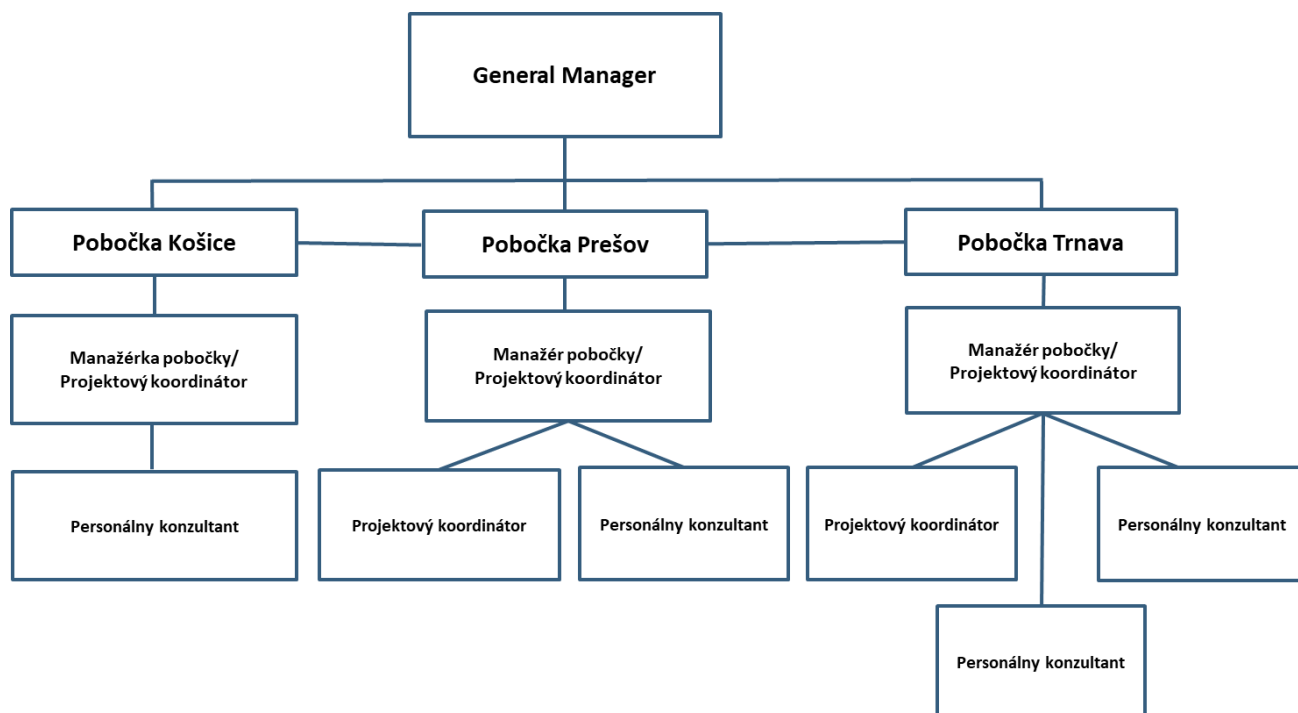 General Manager
Pobočka Košice
Pobočka Prešov
Pobočka Trnava
Manažérka pobočky/
Projektový koordinátor
Manažér pobočky/
Projektový koordinátor
Manažér pobočky/
Projektový koordinátor
Personálny konzultant
Projektový koordinátor
Personálny konzultant
Projektový koordinátor
Personálny konzultant
Personálny konzultant